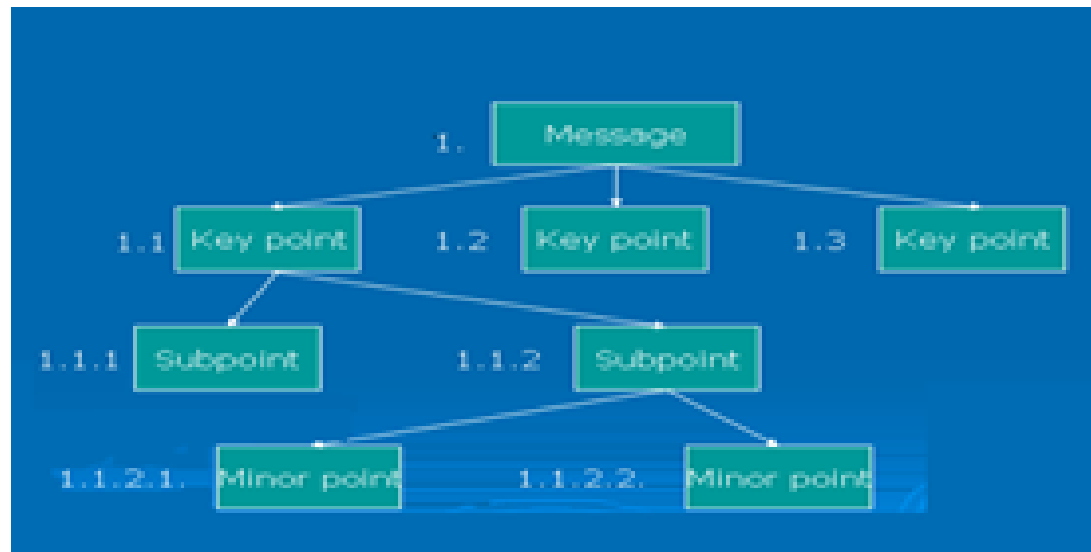 1. Message
1.1 Key point 1.2 Key point 1.3 Key point
1.1.1 Subpoint 1.1.2 Subpoint
1.1.2.1. Minor point 1.1.2.2. Minor point